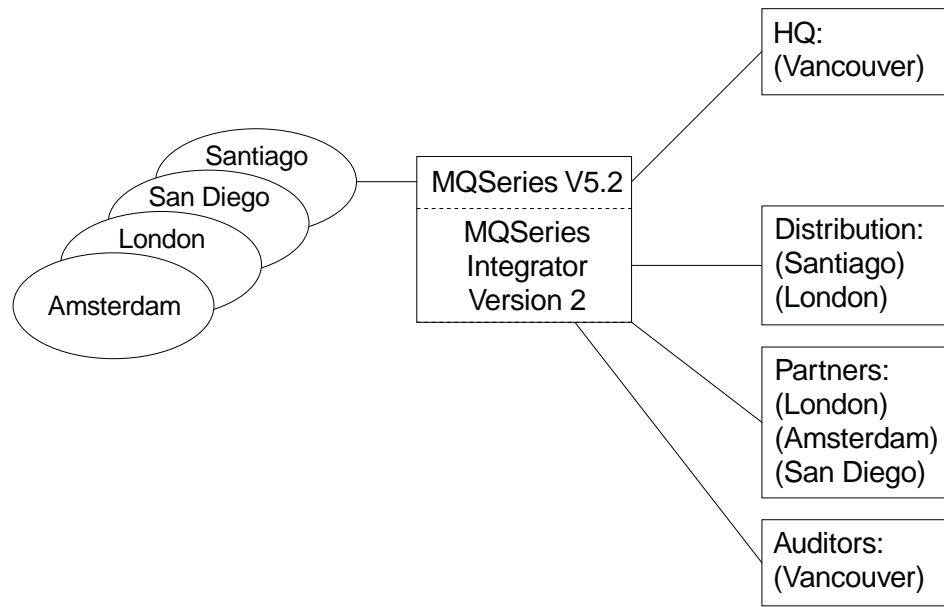 Santiago
San Diego
London
Amsterdam
MQSeries V5.2
MQSeries
Integrator
Version 2
HQ:
(Vancouver)
Distribution:
(Santiago)
(London)
Partners:
(London)
(Amsterdam)
(San Diego)
Auditors:
(Vancouver)